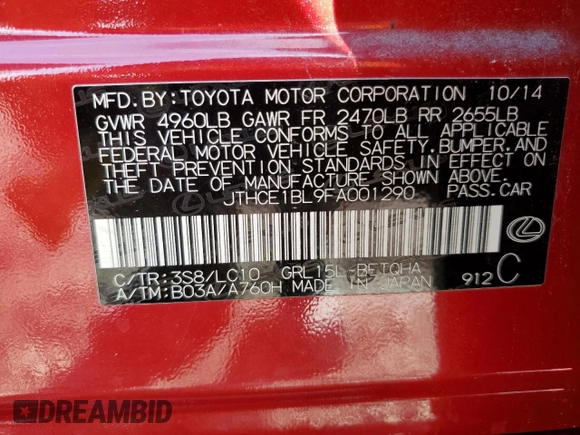 MFD. BY: TOYOTA MOTOR CORPORATION 10/14
GVWR 4960LB GAWR FR 2470LB RR 2655LB
THIS VEHICLE CONFORMS TO ALL APPLICABLE
FEDERAL MOTOR VEHICLE SAFETY, BUMPER, AND
THEFT PREVENTION STANDARDS IN EFFECT ON
THE DATE OF MANUFACTURE SHOWN ABOVE.
JTHCE1BL9FA001290 PASS.CAR
C/TR:3S8/LC10 GRL15L-BETQHA
A/TM:B03A/A760H MADE IN JAPAN 912 C
DREAMBID